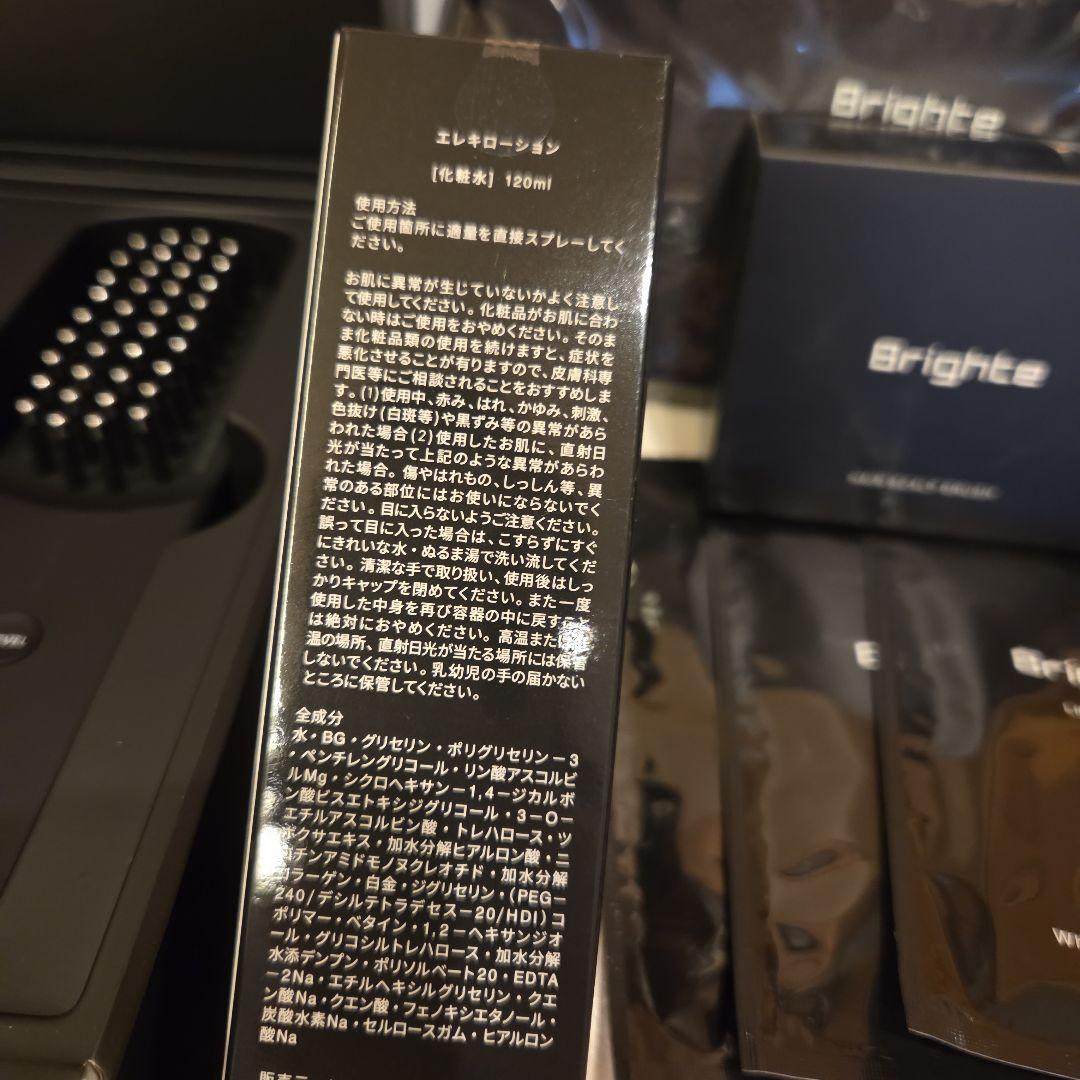 エレキローション
[化粧水] 120ml
使用方法
ご使用箇所に適量を直接スプレーしてく
ださい。
お肌に異常が生じていないかよく注意し
て使用してください。化粧品がお肌に合わ
ない時はご使用をおやめください。そのま
ま化粧品類の使用を続けますと、症状を
悪化させることが有りますので、皮膚科専
門医等にご相談されることをおすすめしま
す。(1)使用中、赤み、はれ、かゆみ、刺激、
色抜け(白斑等)や黒ずみ等の異常があら
われた場合(2)使用したお肌に、直射日
光が当たって上記のような異常があらわ
れた場合。傷やはれもの、しっしん等、異
常のある部位にはお使いにならないでく
ださい。目に入らないようご注意ください。
誤って目に入った場合は、こすらずにすぐ
にきれいな水・ぬるま湯で洗い流してくだ
さい。清潔な手で取り扱い、使用後はしっ
かりキャップを閉めてください。また一度
使用した中身を再び容器の中に戻すこと
は絶対におやめください。高温または低
温の場所、直射日光が当たる場所には保管
しないでください。乳幼児の手の届かない
ところに保管してください。
全成分
水・BG・グリセリン・ポリグリセリン－3
・ペンチレングリコール・リン酸アスコルビ
ルMg・シクロヘキサン－1,4－ジカルボ
ン酸ビスエトキシジグリコール・3－O－
エチルアスコルビン酸・トレハロース・ツ
ボクサエキス・加水分解ヒアルロン酸・ニ
コチンアミドモノヌクレオチド・加水分解
コラーゲン・白金・ジグリセリン・(PEG－
240/デシルテトラデセス－20/HDI)コ
ポリマー・ベタイン・1,2－ヘキサンジオ
ール・グリコシルトレハロース・加水分解
水添デンプン・ポリソルベート20・EDTA
－2Na・エチルヘキシルグリセリン・クエ
ン酸Na・クエン酸・フェノキシエタノール・
炭酸水素Na・セルロースガム・ヒアルロン
酸Na
Brighte
Brighte